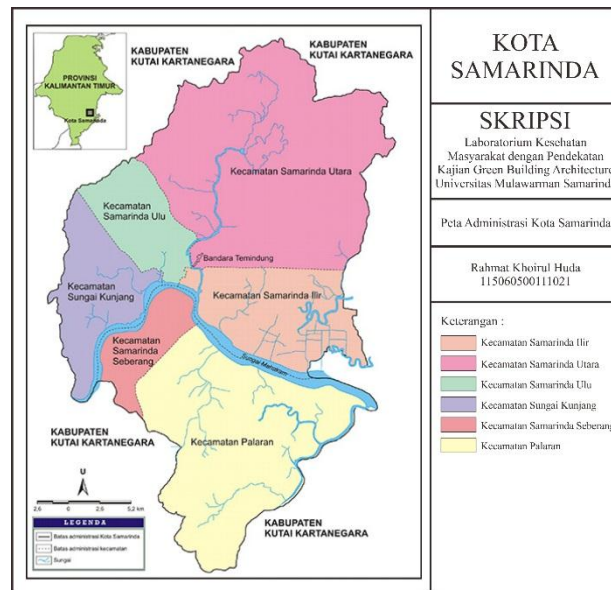 KABUPATEN
KUTAI KARTANEGARA
KABUPATEN
KUTAI KARTANEGARA
PROVINSI
KALIMANTAN TIMUR
Kota Samarinda
Kecamatan Samarinda Utara
Kecamatan
Samarinda Ulu
Bandara Temindung
Kecamatan
Sungai Kunjang
Kecamatan Samarinda Ilir
Kecamatan
Samarinda
Seberang
Sungai Mahakam
KABUPATEN
KUTAI KARTANEGARA
Kecamatan Palaran
KABUPATEN
KUTAI KARTANEGARA
U
2,6 0 2,6 5,2 km
LEGENDA
Batas administrasi Kota Samarinda
Batas administrasi kecamatan
Sungai
KOTA
SAMARINDA
SKRIPSI
Laboratorium Kesehatan
Masyarakat dengan Pendekatan
Kajian Green Building Architecture
Universitas Mulawarman Samarinda
Peta Administrasi Kota Samarinda
Rahmat Khoirul Huda
115060500111021
Keterangan :
Kecamatan Samarinda Ilir
Kecamatan Samarinda Utara
Kecamatan Samarinda Ulu
Kecamatan Sungai Kunjang
Kecamatan Samarinda Seberang
Kecamatan Palaran